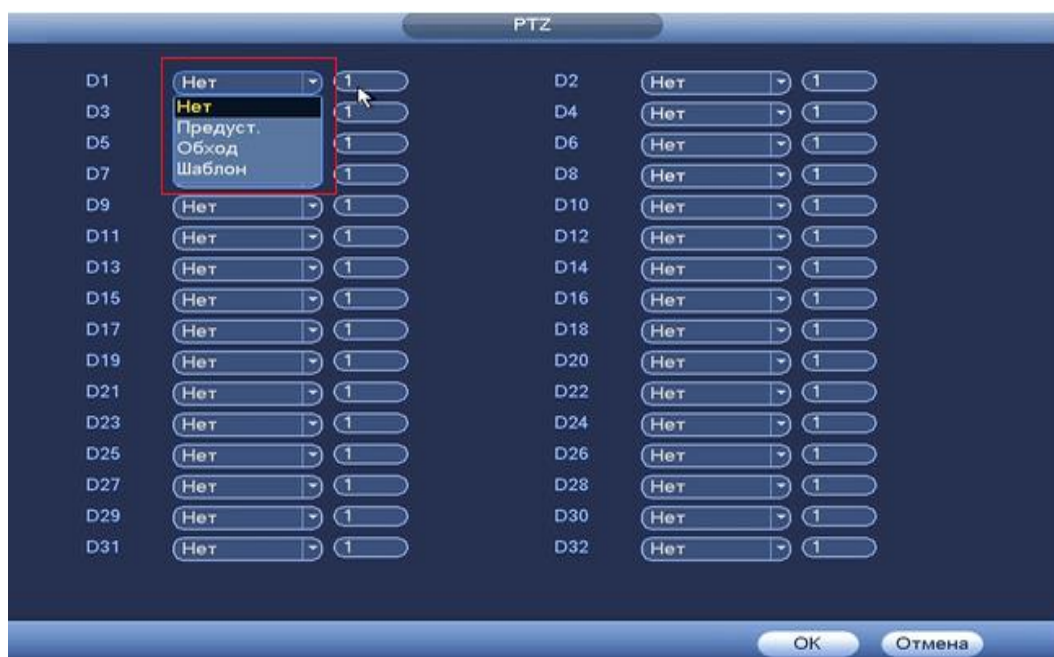 PTZ
D1 Нет 1 D2 Нет 1
Нет
D3 1 D4 Нет 1
Предуст.
D5 1 D6 Нет 1
Обход
D7 1 D8 Нет 1
Шаблон
D9 Нет 1 D10 Нет 1
D11 Нет 1 D12 Нет 1
D13 Нет 1 D14 Нет 1
D15 Нет 1 D16 Нет 1
D17 Нет 1 D18 Нет 1
D19 Нет 1 D20 Нет 1
D21 Нет 1 D22 Нет 1
D23 Нет 1 D24 Нет 1
D25 Нет 1 D26 Нет 1
D27 Нет 1 D28 Нет 1
D29 Нет 1 D30 Нет 1
D31 Нет 1 D32 Нет 1
OK Отмена